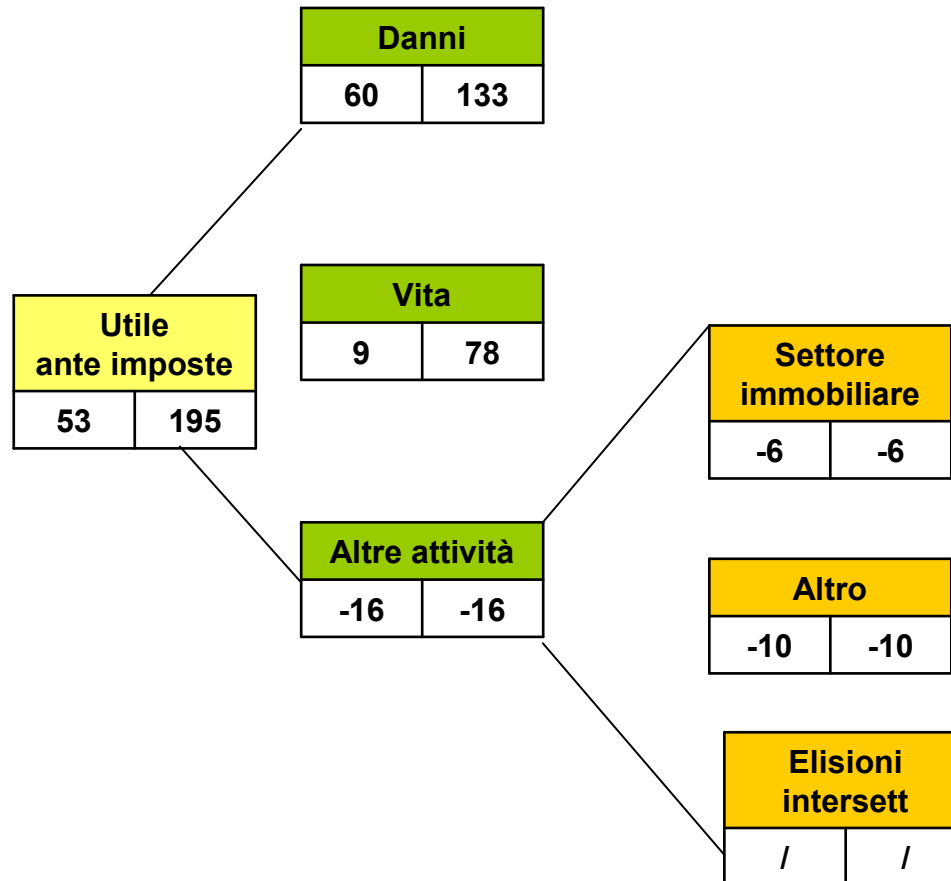 Danni
60 133
Utile
ante imposte
53 195
Vita
9 78
Altre attività
-16 -16
Settore
immobiliare
-6 -6
Altro
-10 -10
Elisioni
intersett
/ /